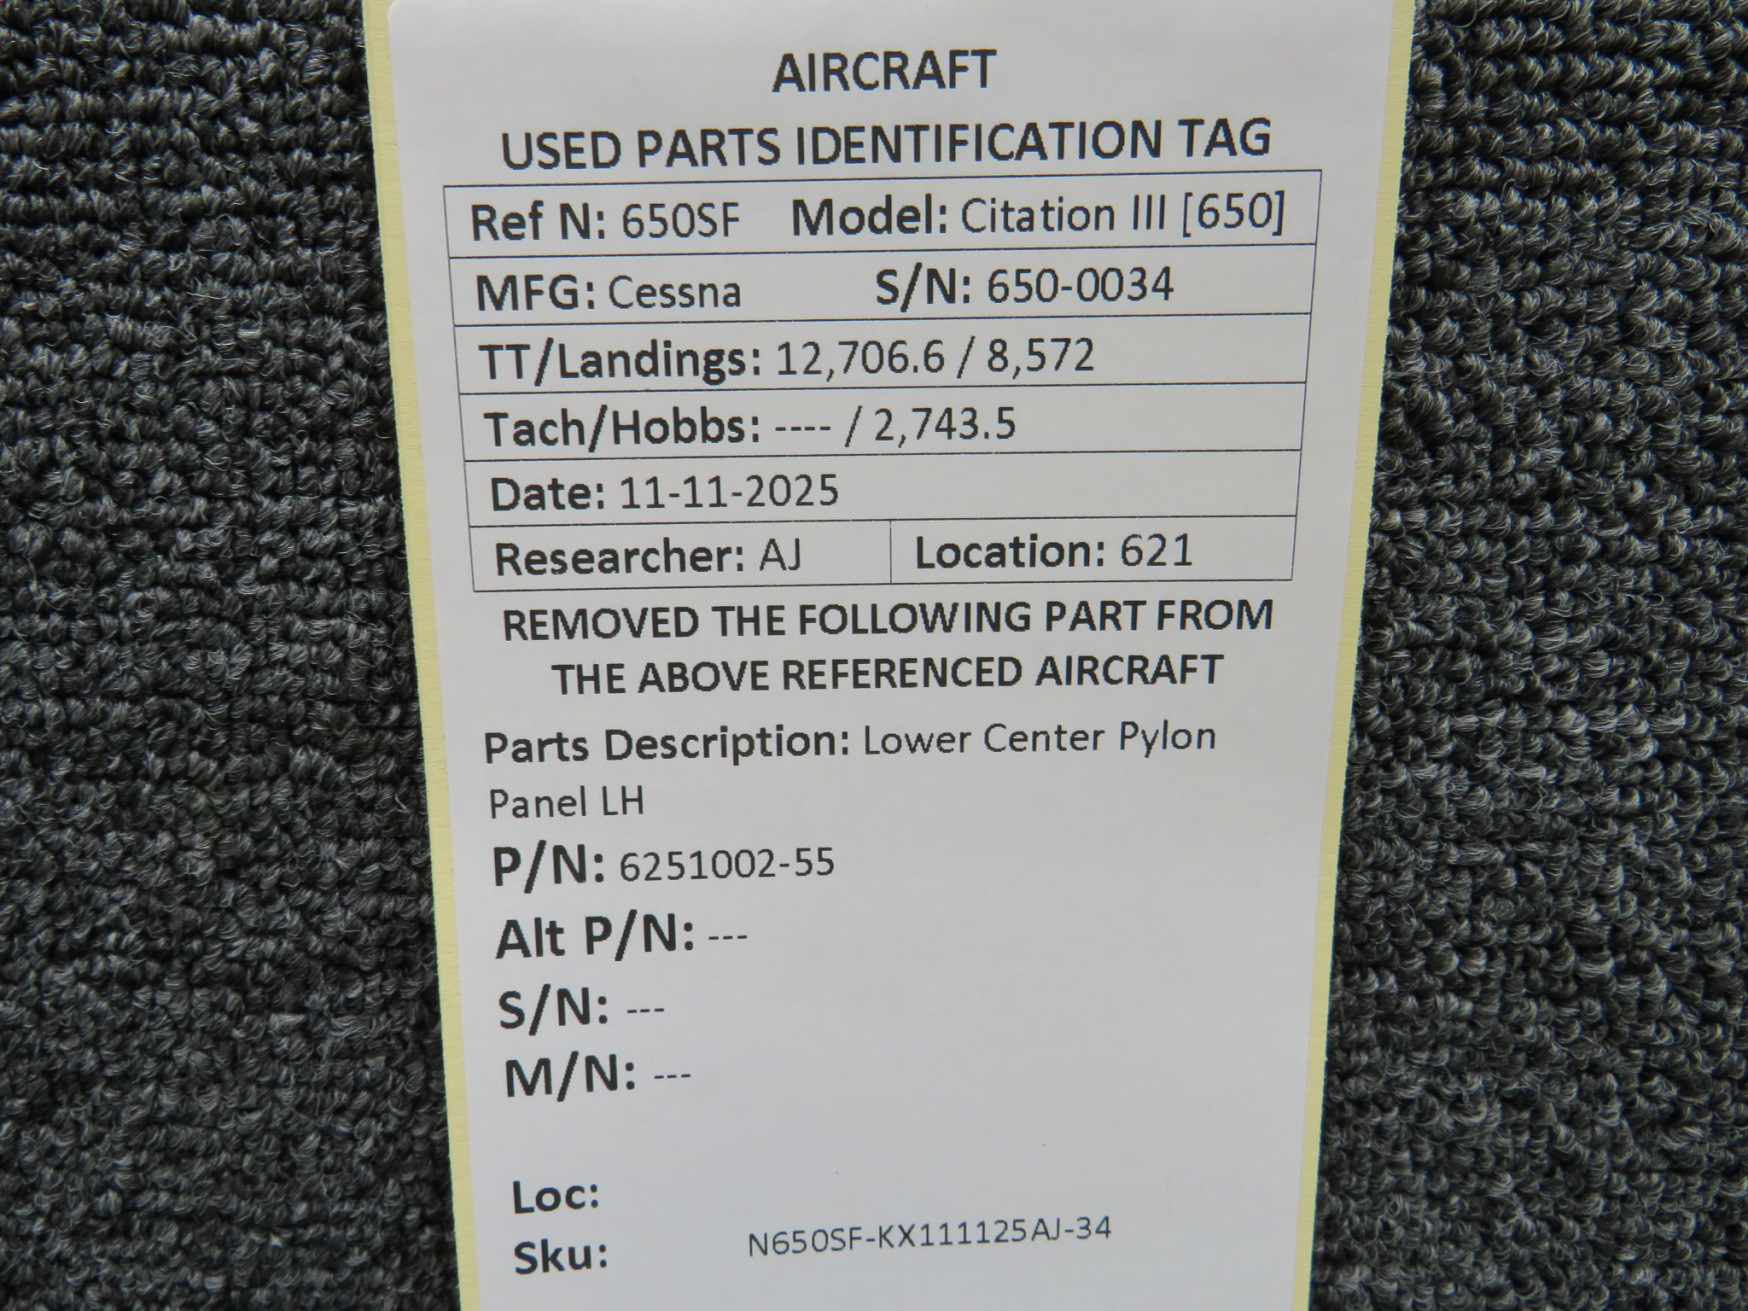 AIRCRAFT
USED PARTS IDENTIFICATION TAG
Ref N: 650SF Model: Citation III [650]
MFG: Cessna S/N: 650-0034
TT/Landings: 12,706.6 / 8,572
Tach/Hobbs: ---- / 2,743.5
Date: 11-11-2025
Researcher: AJ Location: 621
REMOVED THE FOLLOWING PART FROM
THE ABOVE REFERENCED AIRCRAFT
Parts Description: Lower Center Pylon
Panel LH
P/N: 6251002-55
Alt P/N: ---
S/N: ---
M/N: ---
Loc:
Sku: N650SF-KX111125AJ-34